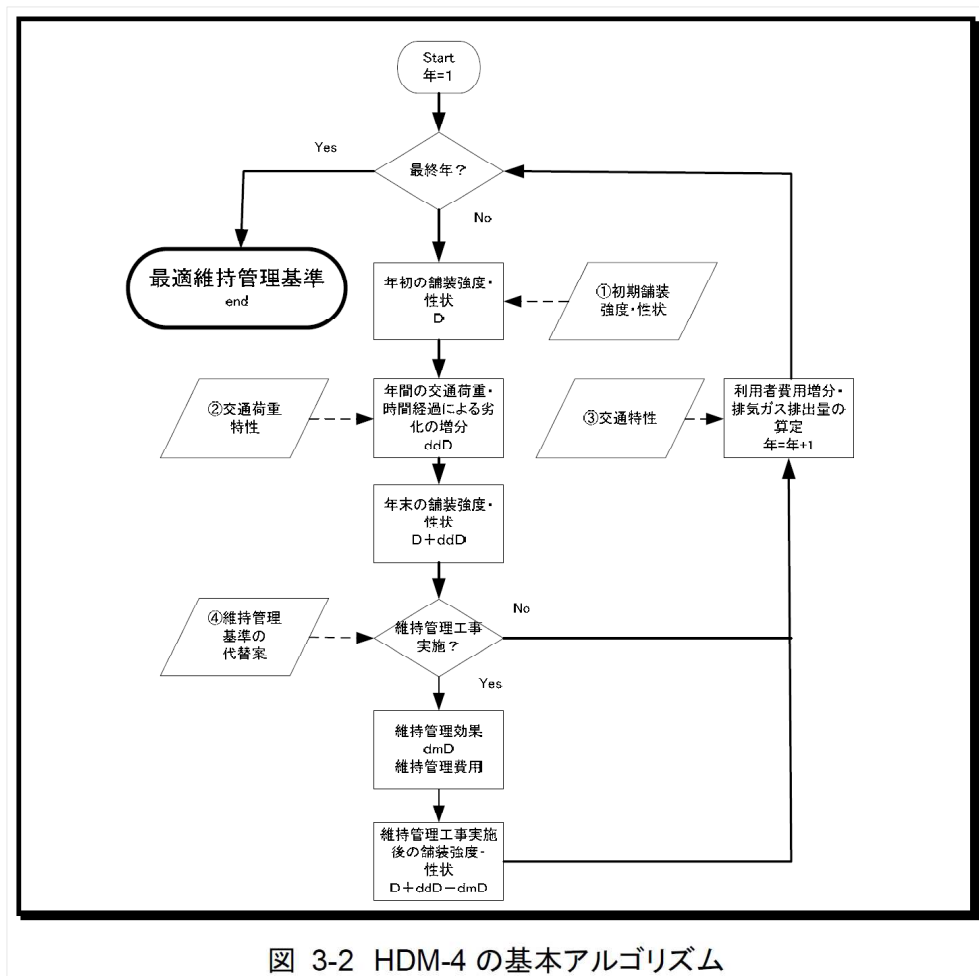 Start
年=1
Yes
最終年?
No
最適維持管理基準
end
年初の舗装強度・
性状
D
①初期舗装
強度・性状
②交通荷重
特性
年間の交通荷重・
時間経過による劣
化の増分
ddD
③交通特性
利用者費用増分・
排気ガス排出量の
算定
年=年+1
年末の舗装強度・
性状
D+ddD
④維持管理
基準の
代替案
維持管理工事
実施?
No
Yes
維持管理効果
dmD
維持管理費用
維持管理工事実施
後の舗装強度・
性状
D+ddD-dmD
図 3-2 HDM-4 の基本アルゴリズム